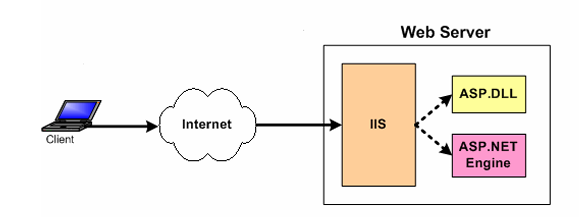 Web Server
Client
Internet
IIS
ASP.DLL
ASP.NET
Engine